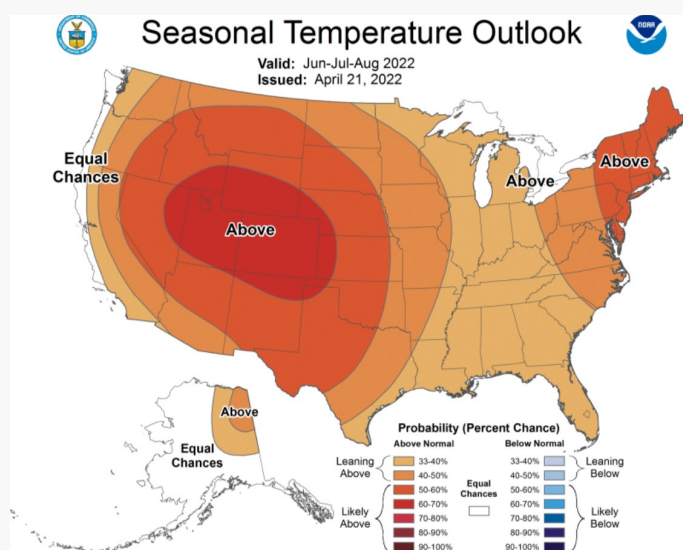 Seasonal Temperature Outlook
NOAA
Valid: Jun-Jul-Aug 2022
Issued: April 21, 2022
Equal
Chances
Above
Above
Above
Above
Equal
Chances
Probability (Percent Chance)
Above Normal
Below Normal
Leaning
Above
33-40%
40-50%
Likely
Above
50-60%
60-70%
70-80%
80-90%
90-100%
Equal
Chances
33-40%
40-50%
Leaning
Below
50-60%
60-70%
70-80%
80-90%
90-100%
Likely
Below